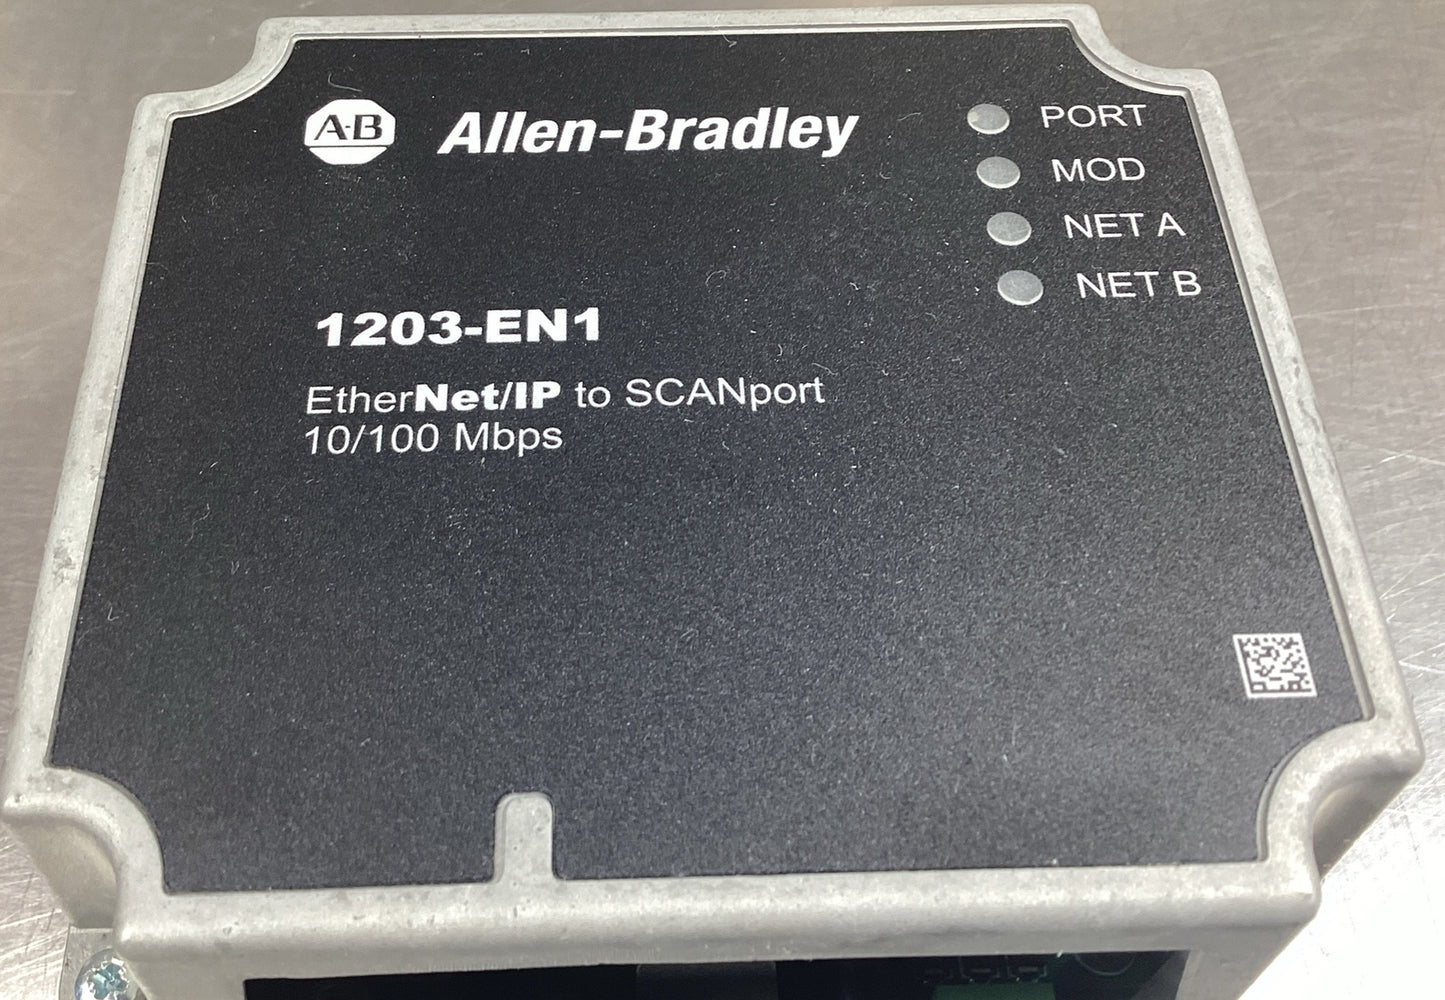 A·B Allen-Bradley
PORT
MOD
NET A
NET B
1203-EN1
EtherNet/IP to SCANport
10/100 Mbps